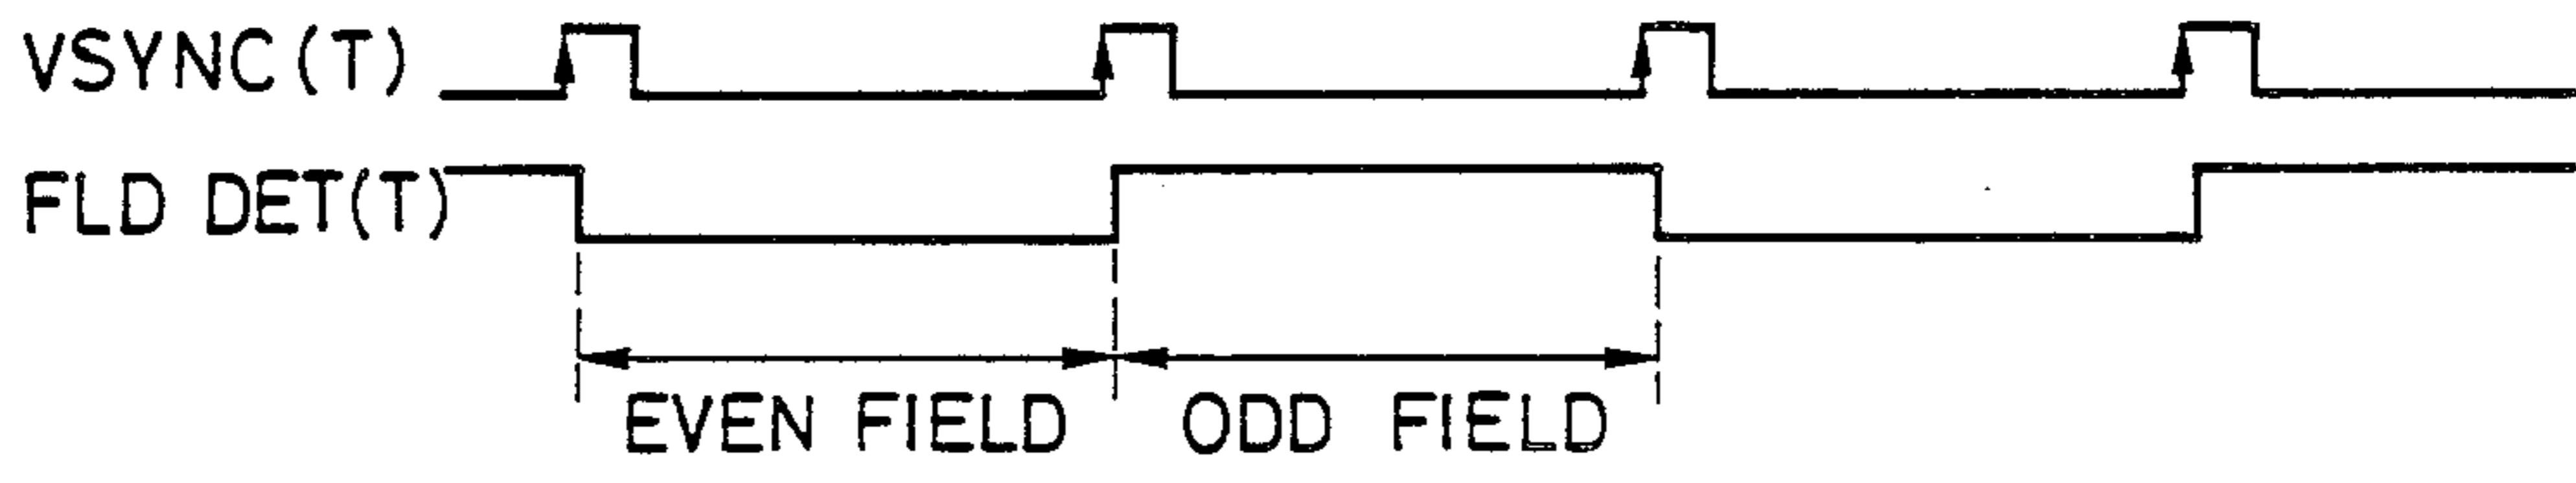 VSYNC(T)
FLD DET(T)
EVEN FIELD ODD FIELD